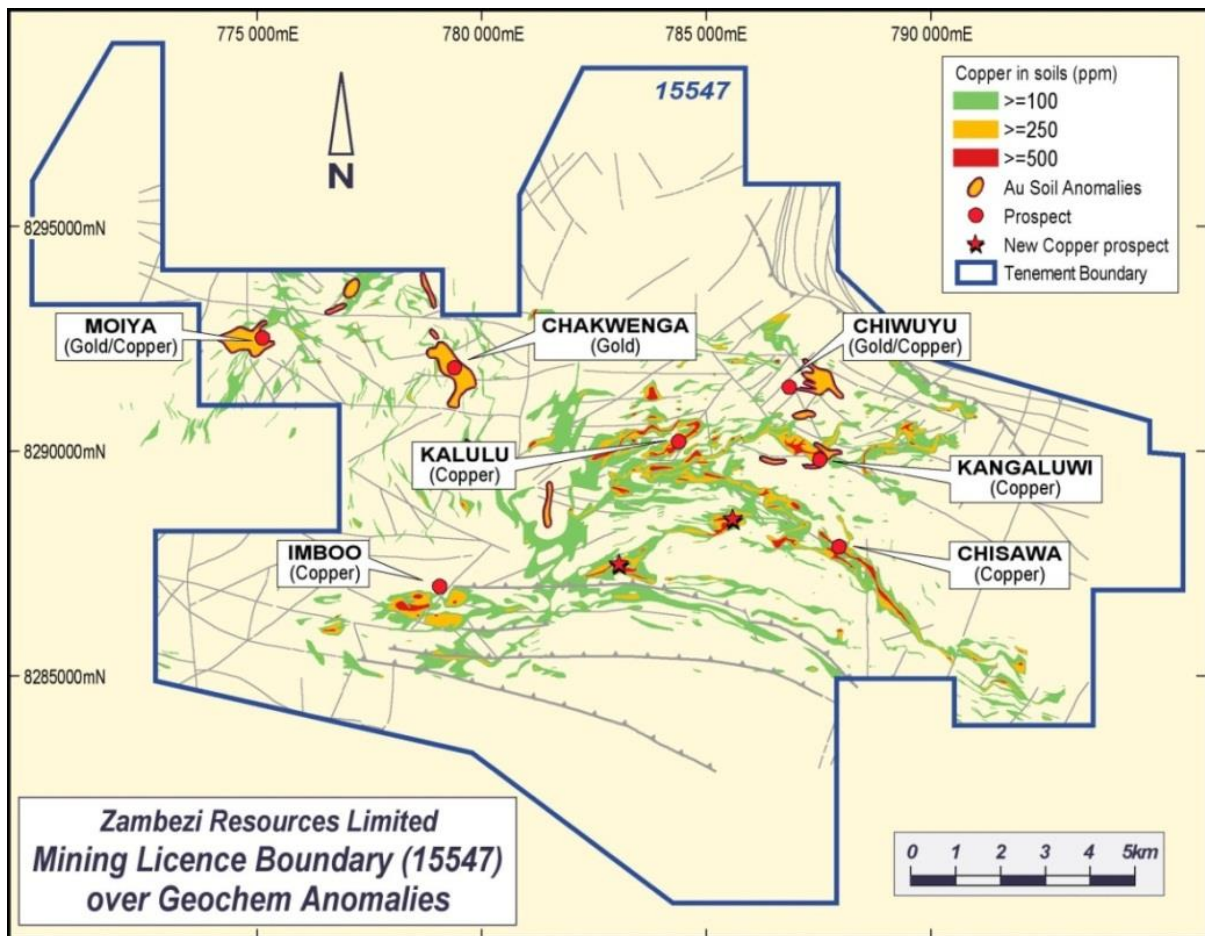 775 000mE
780 000mE
785 000mE
790 000mE
15547
Copper in soils (ppm)
>=100
>=250
>=500
Au Soil Anomalies
Prospect
New Copper prospect
Tenement Boundary
N
8295000mN
MOIYA
(Gold/Copper)
CHAKWENGA
(Gold)
CHIWUYU
(Gold/Copper)
8290000mN
KALULU
(Copper)
KANGALUWI
(Copper)
IMBOO
(Copper)
CHISAWA
(Copper)
8285000mN
Zambezi Resources Limited
Mining Licence Boundary (15547)
over Geochem Anomalies
0 1 2 3 4 5km